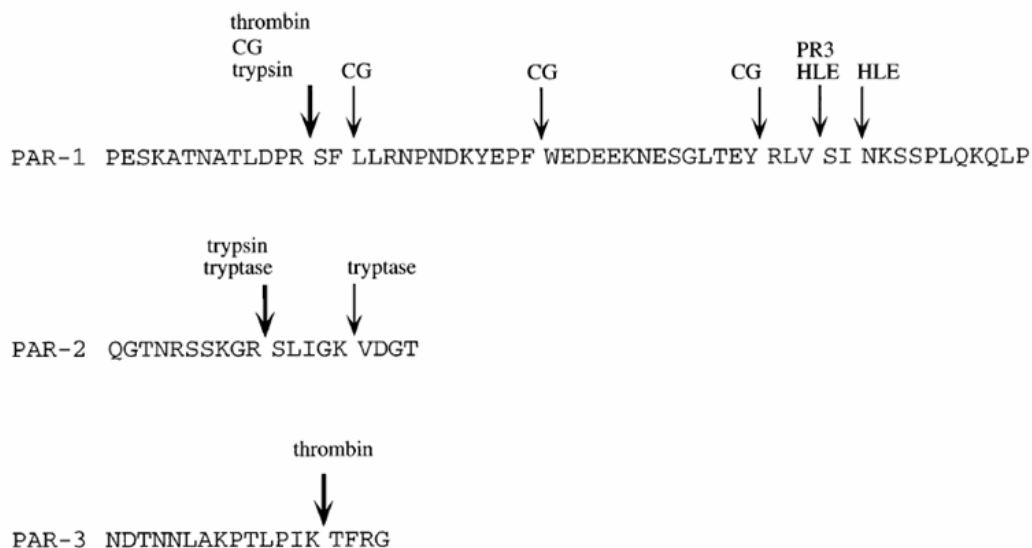 thrombin
CG
trypsin
CG
CG
CG
PR3
HLE
HLE
PAR-1 PESKATNATLDPR SF LLRNPNDKYEPF WEDEEKNESGLTEY RLV SI NKSSPLQKQLP
trypsin
tryptase
tryptase
PAR-2 QGTNRSSKGR SLIGK VDGT
thrombin
PAR-3 NDTNNLAKPTLPIK TFRG